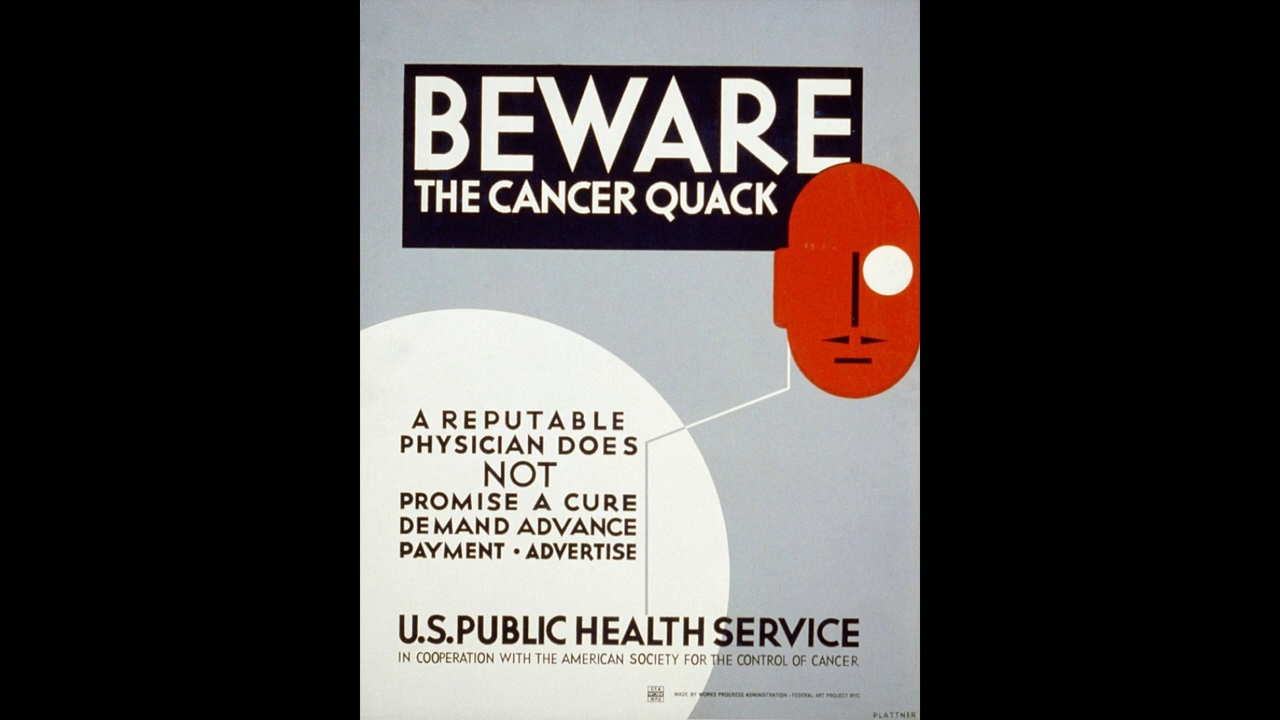 BEWARE
THE CANCER QUACK
A REPUTABLE
PHYSICIAN DOES
NOT
PROMISE A CURE
DEMAND ADVANCE
PAYMENT • ADVERTISE
U.S. PUBLIC HEALTH SERVICE
IN COOPERATION WITH THE AMERICAN SOCIETY FOR THE CONTROL OF CANCER
MADE BY WORKS PROGRESS ADMINISTRATION - FEDERAL ART PROJECT NYC
PLATTNER